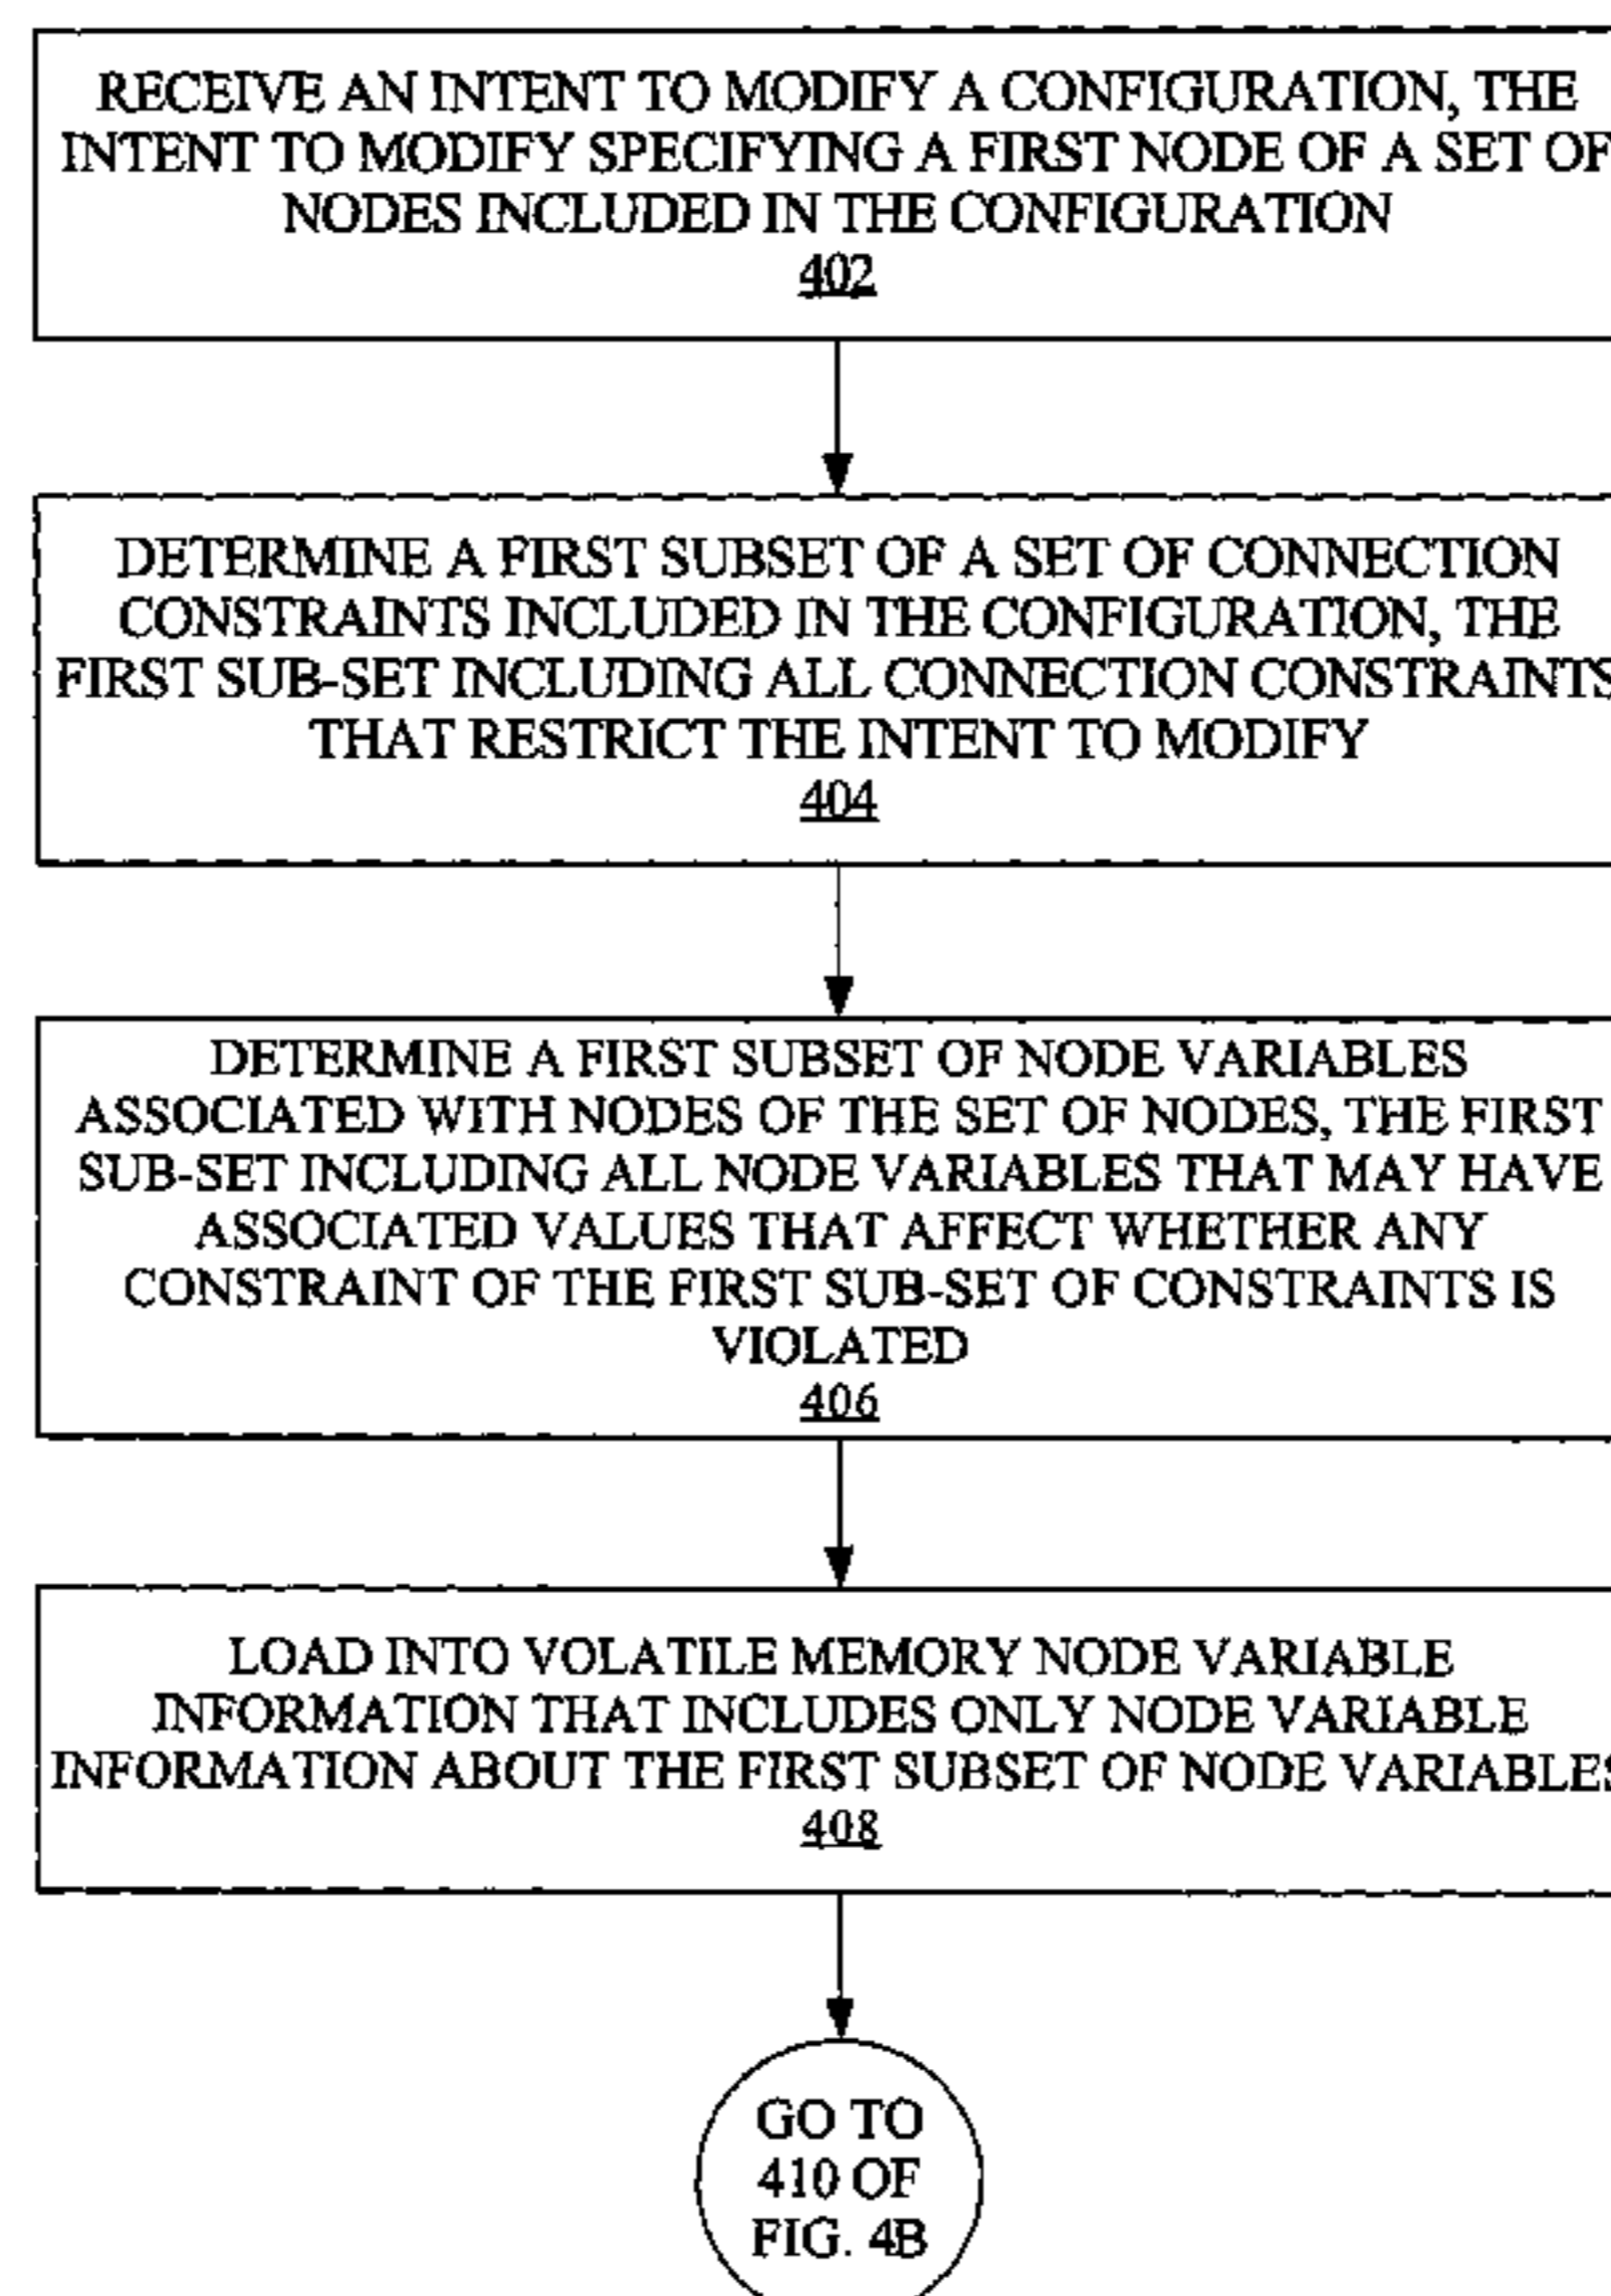 RECEIVE AN INTENT TO MODIFY A CONFIGURATION, THE
INTENT TO MODIFY SPECIFYING A FIRST NODE OF A SET OF
NODES INCLUDED IN THE CONFIGURATION
402
DETERMINE A FIRST SUBSET OF A SET OF CONNECTION
CONSTRAINTS INCLUDED IN THE CONFIGURATION, THE
FIRST SUB-SET INCLUDING ALL CONNECTION CONSTRAINTS
THAT RESTRICT THE INTENT TO MODIFY
404
DETERMINE A FIRST SUBSET OF NODE VARIABLES
ASSOCIATED WITH NODES OF THE SET OF NODES, THE FIRST
SUB-SET INCLUDING ALL NODE VARIABLES THAT MAY HAVE
ASSOCIATED VALUES THAT AFFECT WHETHER ANY
CONSTRAINT OF THE FIRST SUB-SET OF CONSTRAINTS IS
VIOLATED
406
LOAD INTO VOLATILE MEMORY NODE VARIABLE
INFORMATION THAT INCLUDES ONLY NODE VARIABLE
INFORMATION ABOUT THE FIRST SUBSET OF NODE VARIABLES
408
GO TO
410 OF
FIG. 4B